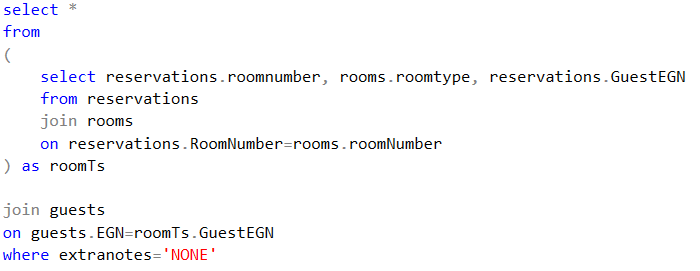 select *
from
(
    select reservations.roomnumber, rooms.roomtype, reservations.GuestEGN
    from reservations
    join rooms
    on reservations.RoomNumber=rooms.roomNumber
) as roomTs

join guests
on guests.EGN=roomTs.GuestEGN
where extranotes='NONE'